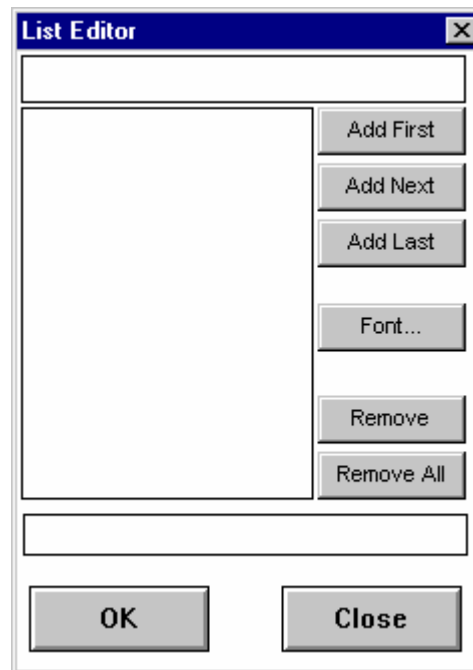 List Editor
Add First
Add Next
Add Last
Font...
Remove
Remove All
OK
Close